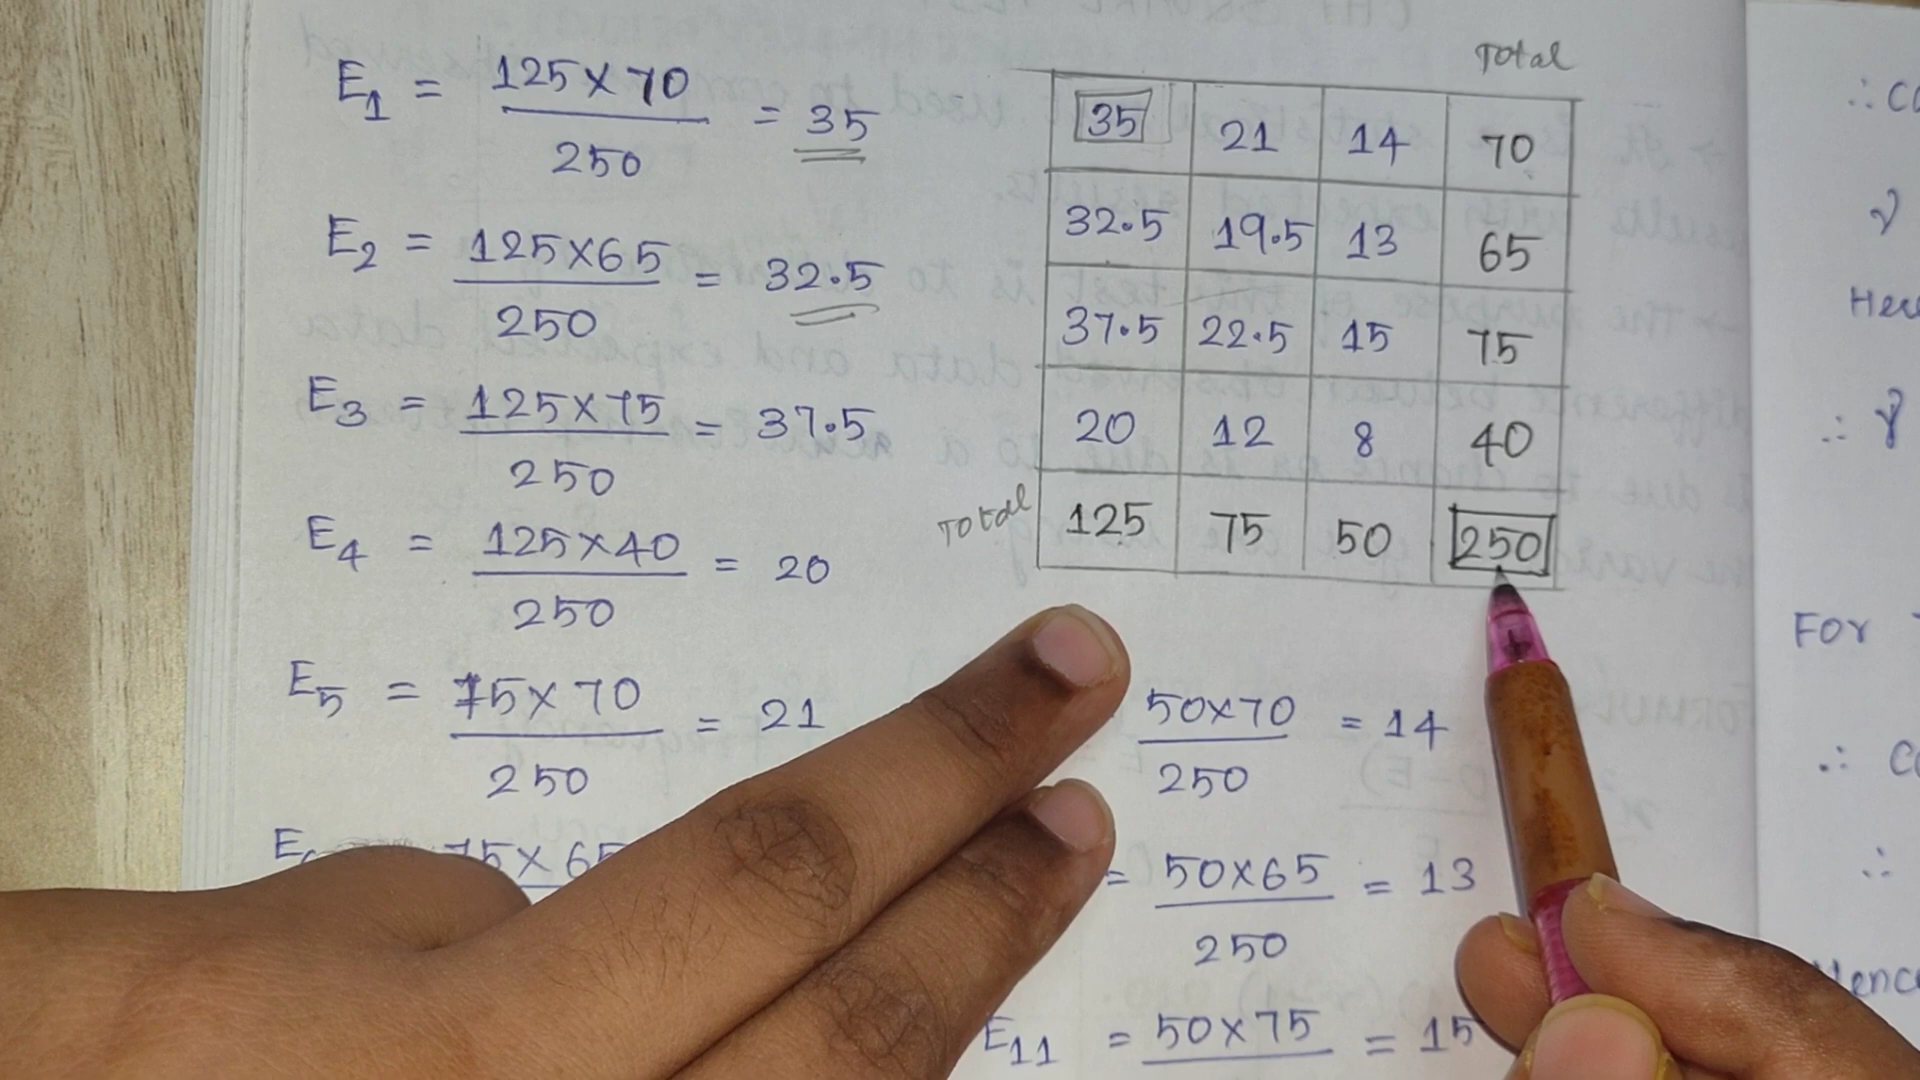 E1 = 125×70 / 250 = 35
E2 = 125×65 / 250 = 32.5
E3 = 125×75 / 250 = 37.5
E4 = 125×40 / 250 = 20
E5 = 75×70 / 250 = 21
75×65
Total
35 21 14 70
32.5 19.5 13 65
37.5 22.5 15 75
20 12 8 40
Total 125 75 50 250
50×70 / 250 = 14
= 50×65 / 250 = 13
E11 = 50×75 = 15
For